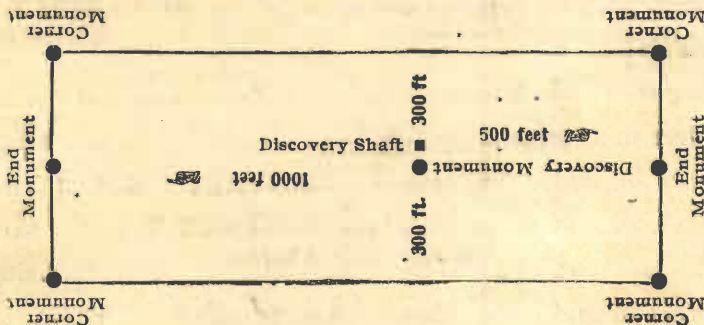 Corner
Monument
Corner
Monument
300 ft
500 feet
Discovery Shaft
End
Monument
Discovery Monument
End
Monument
1000 feet
300 ft.
Corner
Monument
Corner
Monument